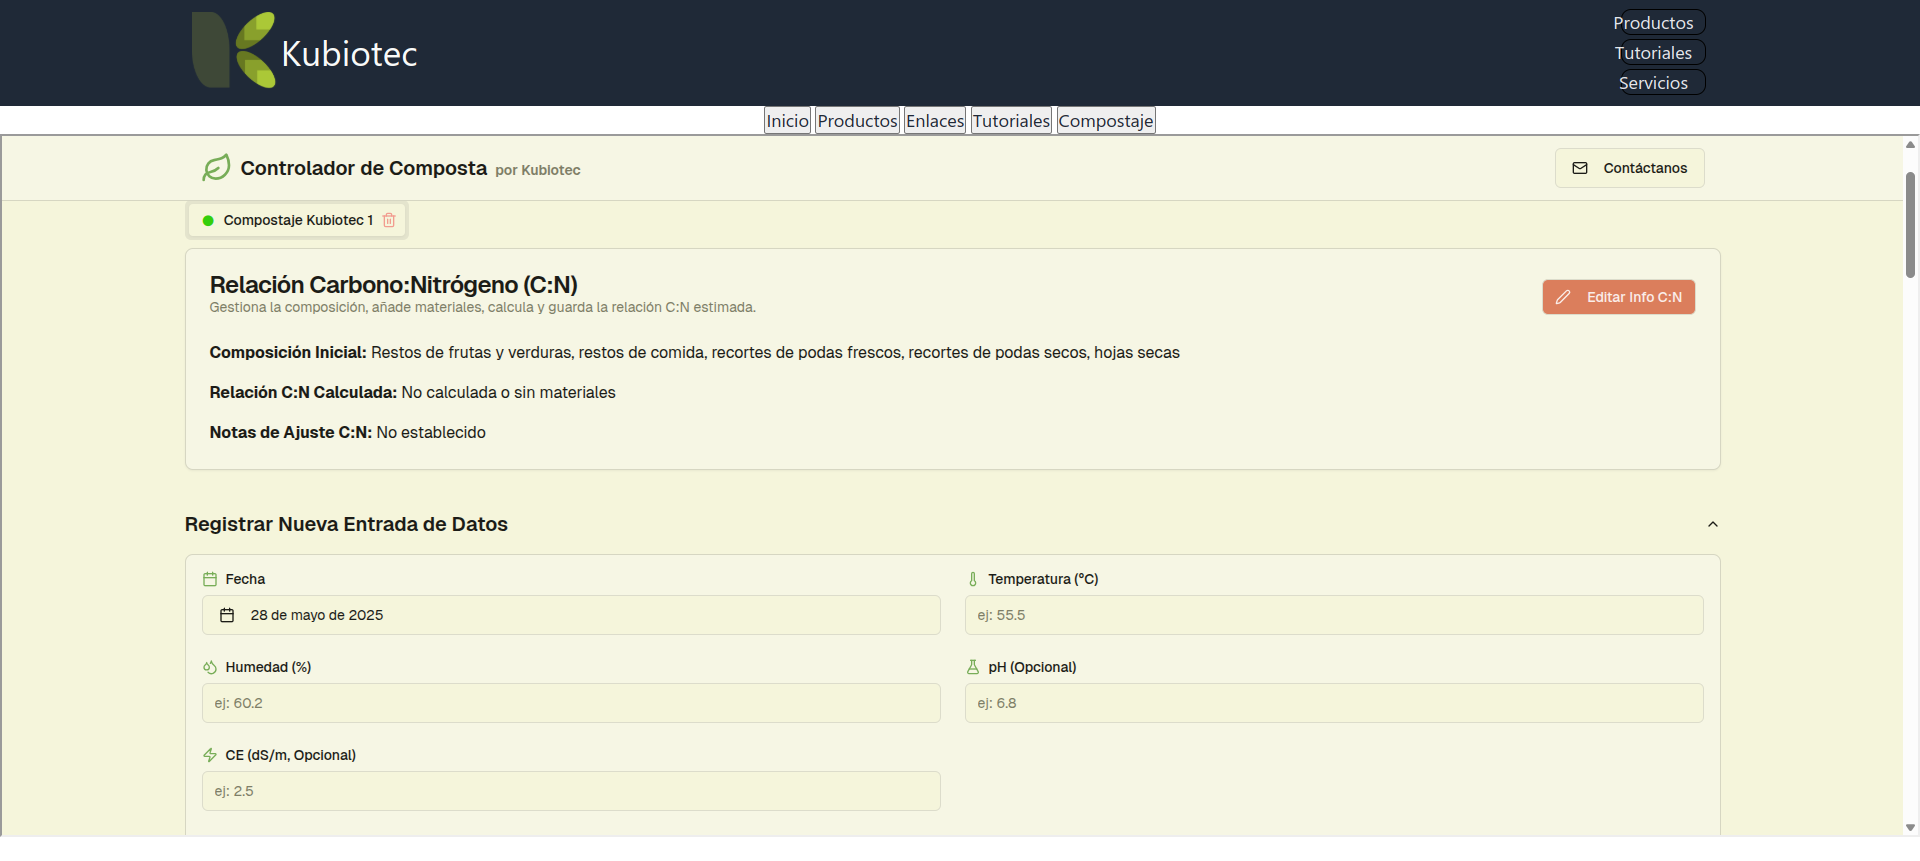 Kubiotec
Productos
Tutoriales
Servicios
Inicio Productos Enlaces Tutoriales Compostaje
Controlador de Composta por Kubiotec
Contáctanos
Compostaje Kubiotec 1
Relación Carbono:Nitrógeno (C:N)
Gestiona la composición, añade materiales, calcula y guarda la relación C:N estimada.
Editar Info C:N
Composición Inicial: Restos de frutas y verduras, restos de comida, recortes de podas frescos, recortes de podas secos, hojas secas
Relación C:N Calculada: No calculada o sin materiales
Notas de Ajuste C:N: No establecido
Registrar Nueva Entrada de Datos
Fecha
28 de mayo de 2025
Temperatura (°C)
ej: 55.5
Humedad (%)
ej: 60.2
pH (Opcional)
ej: 6.8
CE (dS/m, Opcional)
ej: 2.5